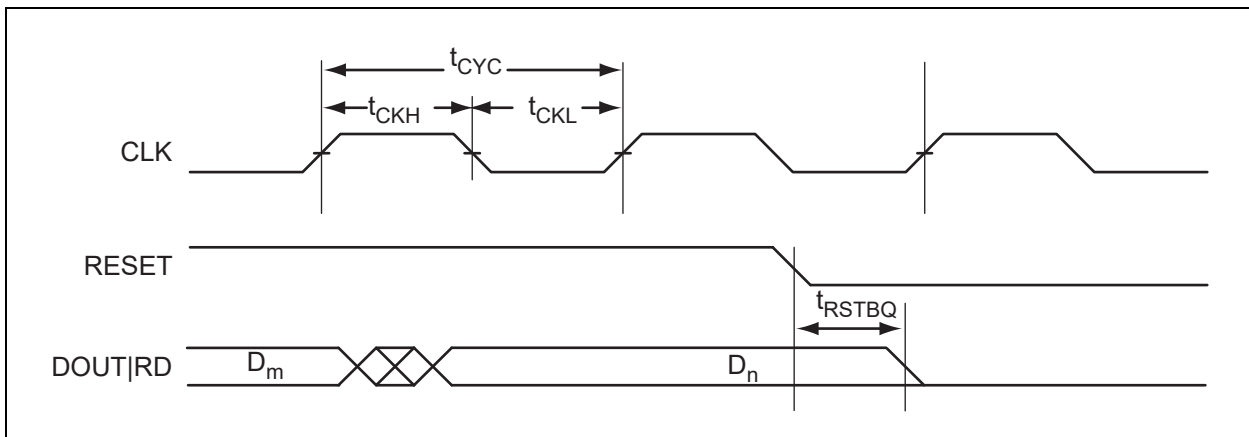 tCYC
tCKH tCKL
CLK
RESET
tRSTBQ
DOUT|RD Dm Dn